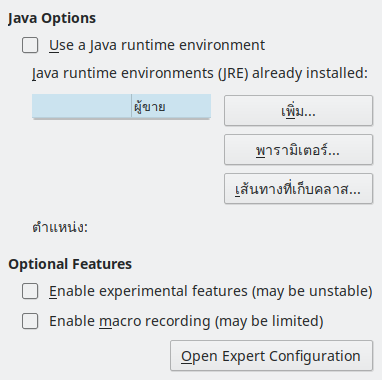 Java Options
Use a Java runtime environment
Java runtime environments (JRE) already installed:
ผู้ขาย
เพิ่ม...
พารามิเตอร์...
เส้นทางที่เก็บคลาส...
ตำแหน่ง:
Optional Features
Enable experimental features (may be unstable)
Enable macro recording (may be limited)
Open Expert Configuration